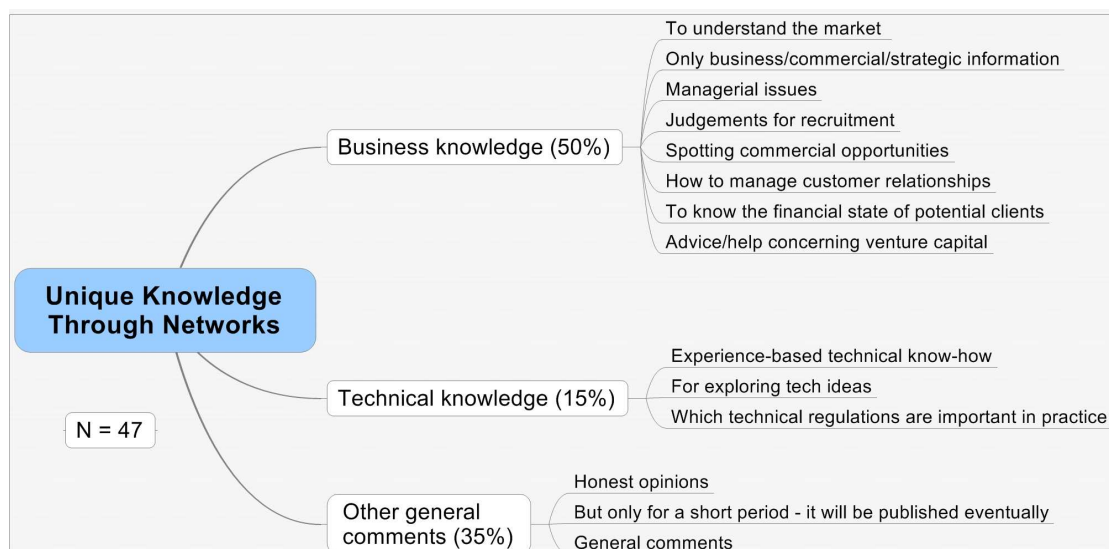 To understand the market
Only business/commercial/strategic information
Managerial issues
Judgements for recruitment
Business knowledge (50%)
Spotting commercial opportunities
How to manage customer relationships
To know the financial state of potential clients
Advice/help concerning venture capital
Unique Knowledge
Through Networks
Experience-based technical know-how
Technical knowledge (15%)
For exploring tech ideas
Which technical regulations are important in practice
N = 47
Honest opinions
Other general
comments (35%)
But only for a short period - it will be published eventually
General comments